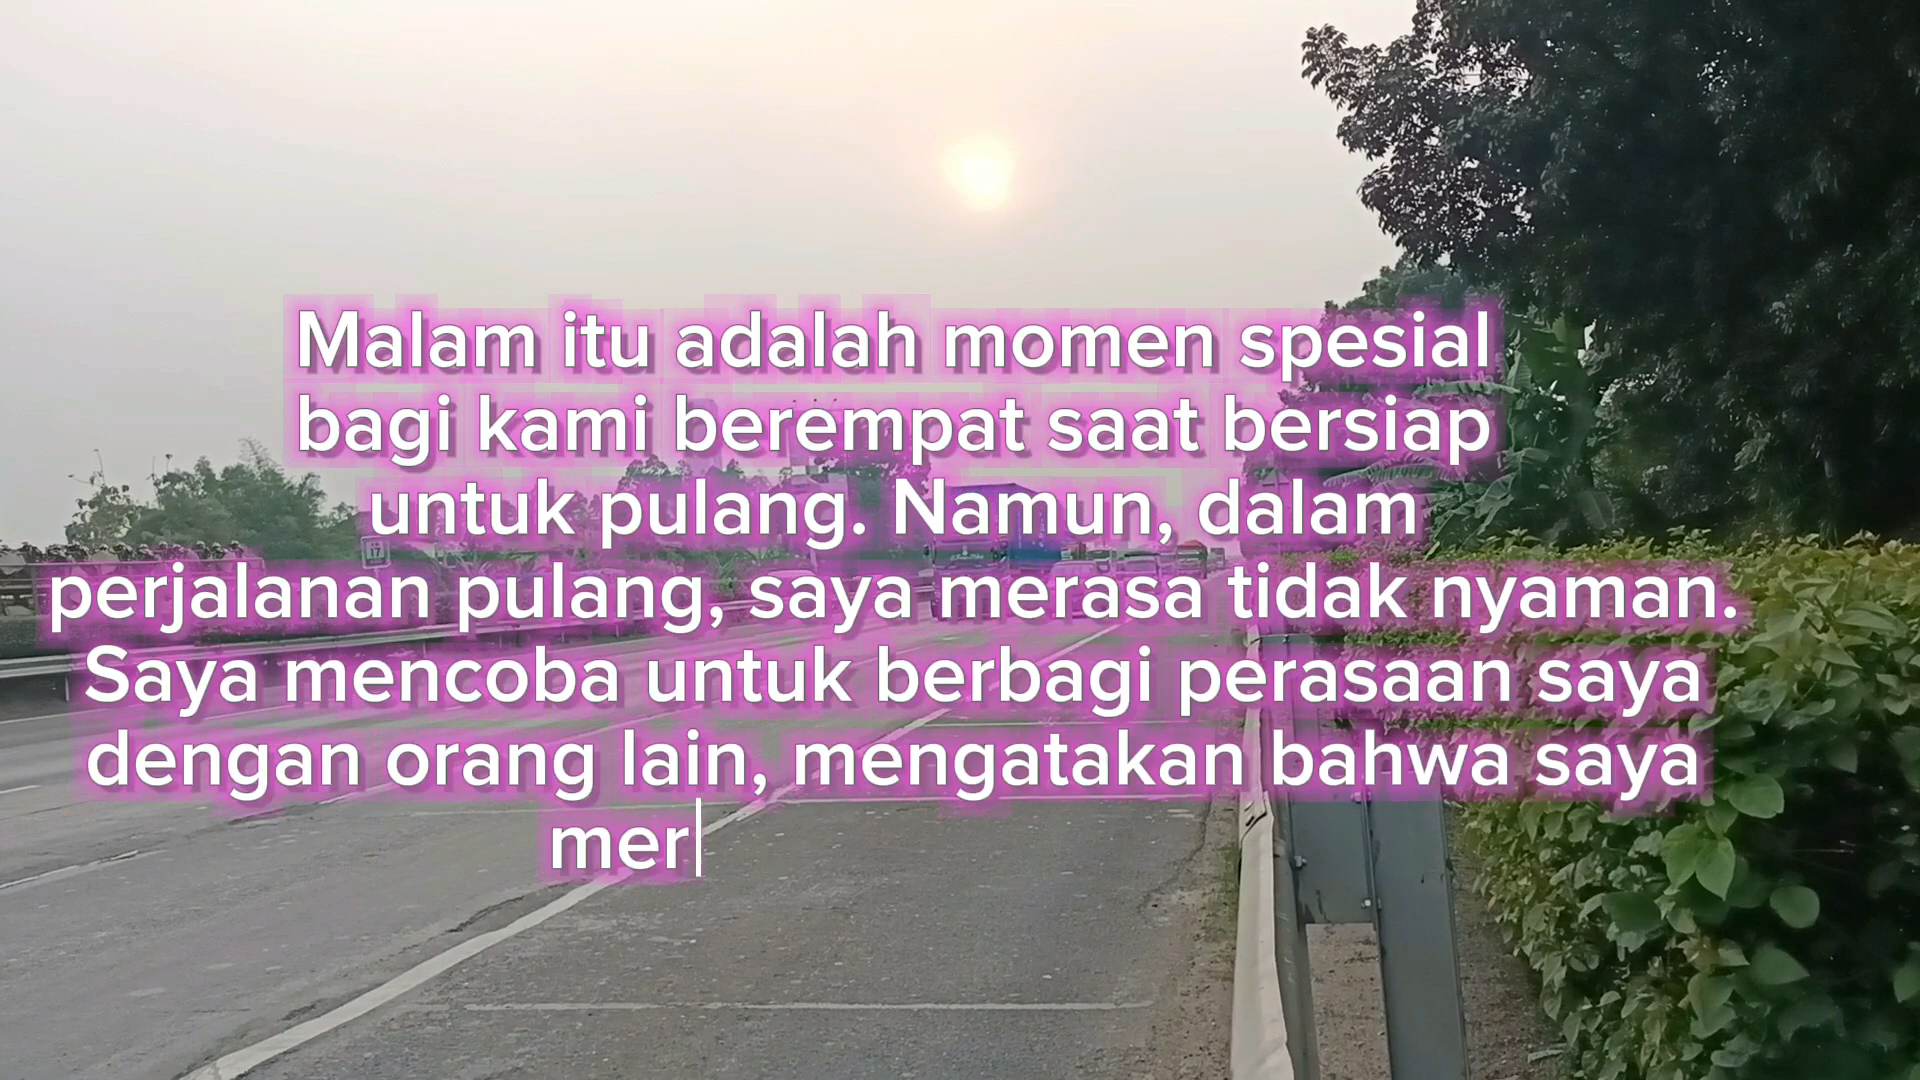 Malam itu adalah momen spesial
bagi kami berempat saat bersiap
untuk pulang. Namun, dalam
perjalanan pulang, saya merasa tidak nyaman.
Saya mencoba untuk berbagi perasaan saya
dengan orang lain, mengatakan bahwa saya
mer